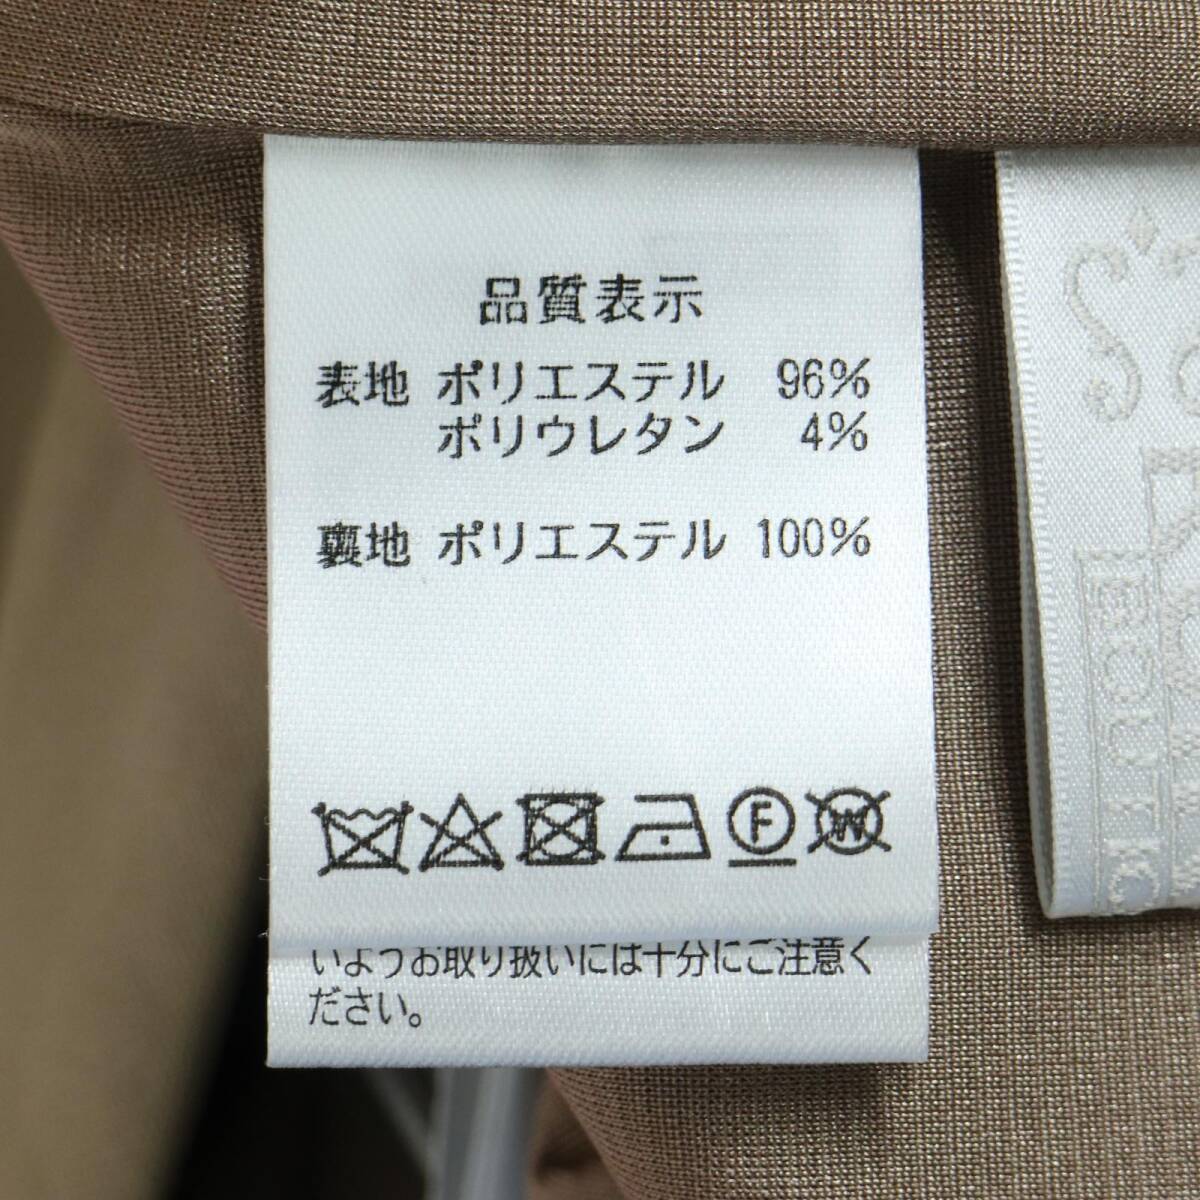 品質表示
表地 ポリエステル 96%
ポリウレタン 4%
裏地 ポリエステル 100%
F
W
いようお取り扱いには十分にご注意く
ださい。